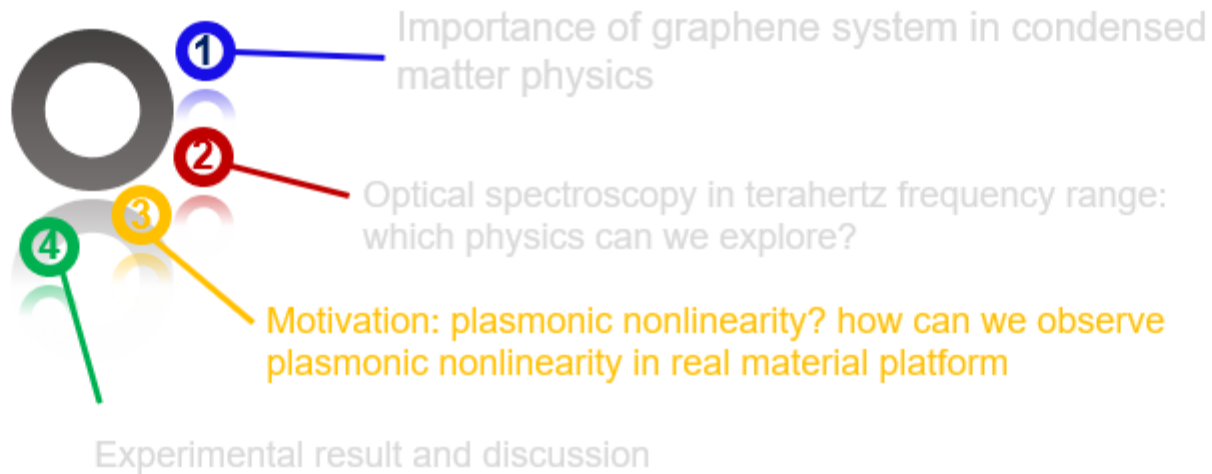 1
Importance of graphene system in condensed
matter physics
2
Optical spectroscopy in terahertz frequency range:
which physics can we explore?
3
Motivation: plasmonic nonlinearity? how can we observe
plasmonic nonlinearity in real material platform
4
Experimental result and discussion